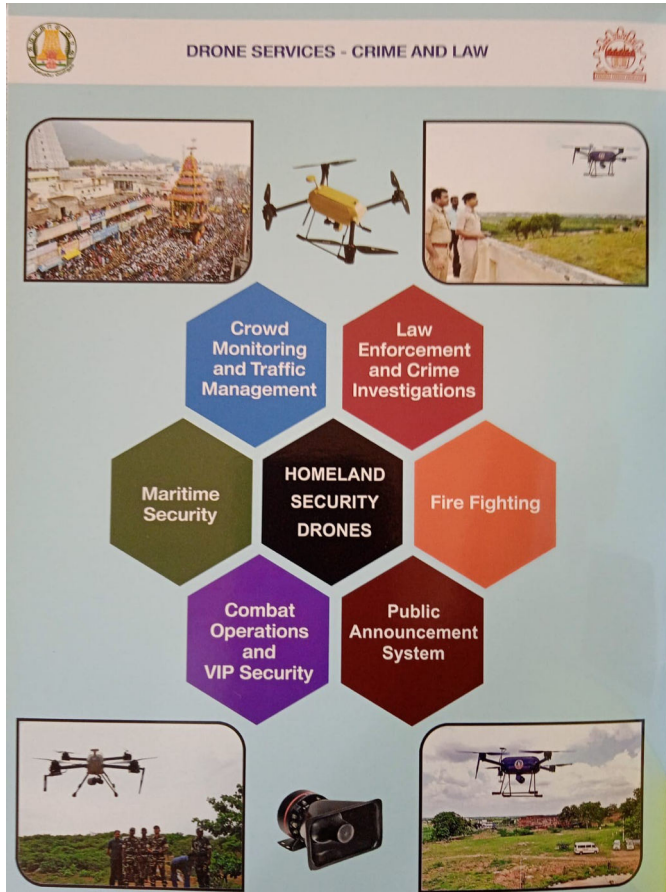 DRONE SERVICES - CRIME AND LAW
Crowd
Monitoring
and Traffic
Management
Law
Enforcement
and Crime
Investigations
Maritime
Security
HOMELAND
SECURITY
DRONES
Fire Fighting
Combat
Operations
and
VIP Security
Public
Announcement
System